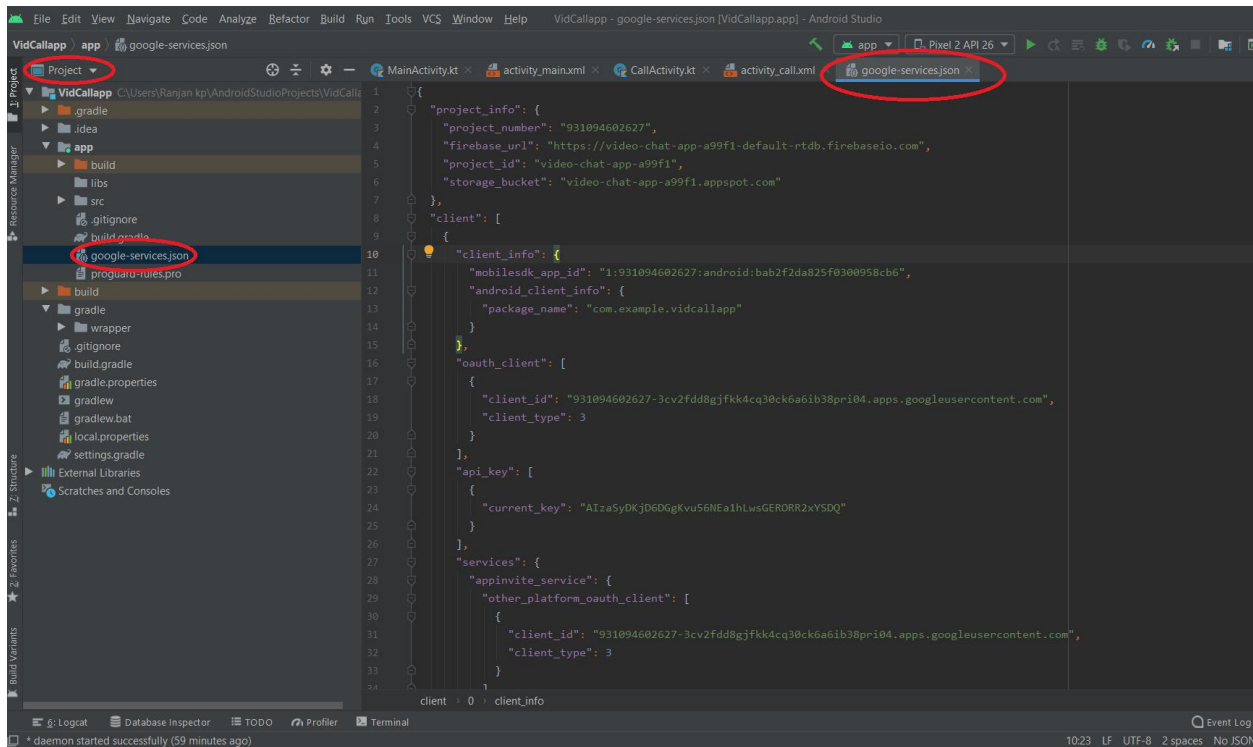 File Edit View Navigate Code Analyze Refactor Build Run Tools VCS Window Help VidCallapp - google-services.json [VidCallapp.app] - Android Studio
VidCallapp app google-services.json
app Pixel 2 API 26
1: Project
Resource Manager
Z: Structure
2: Favorites
Build Variants
Project
VidCallapp C:\Users\Ranjan kp\AndroidStudioProjects\VidCalla
.gradle
.idea
app
build
libs
src
.gitignore
build.gradle
google-services.json
proguard-rules.pro
build
gradle
wrapper
.gitignore
build.gradle
gradle.properties
gradlew
gradlew.bat
local.properties
settings.gradle
External Libraries
Scratches and Consoles
MainActivity.kt activity_main.xml CallActivity.kt activity_call.xml google-services.json
1 {
2 "project_info": {
3 "project_number": "931094602627",
4 "firebase_url": "https://video-chat-app-a99f1-default-rtdb.firebaseio.com",
5 "project_id": "video-chat-app-a99f1",
6 "storage_bucket": "video-chat-app-a99f1.appspot.com"
7 },
8 "client": [
9 {
10 "client_info": {
11 "mobilesdk_app_id": "1:931094602627:android:bab2f2da825f0300958cb6",
12 "android_client_info": {
13 "package_name": "com.example.vidcallapp"
14 }
15 },
16 "oauth_client": [
17 {
18 "client_id": "931094602627-3cv2fdd8gjfkk4cq30ck6a6ib38pri04.apps.googleusercontent.com",
19 "client_type": 3
20 }
21 ],
22 "api_key": [
23 {
24 "current_key": "AIzaSyDKjD6DGgKvu56NEa1hLwsGERORR2xYSDQ"
25 }
26 ],
27 "services": {
28 "appinvite_service": {
29 "other_platform_oauth_client": [
30 {
31 "client_id": "931094602627-3cv2fdd8gjfkk4cq30ck6a6ib38pri04.apps.googleusercontent.com",
32 "client_type": 3
33 }
34 ]
client 0 client_info
6: Logcat Database Inspector TODO Profiler Terminal Event Log
* daemon started successfully (59 minutes ago) 10:23 LF UTF-8 2 spaces No JSON